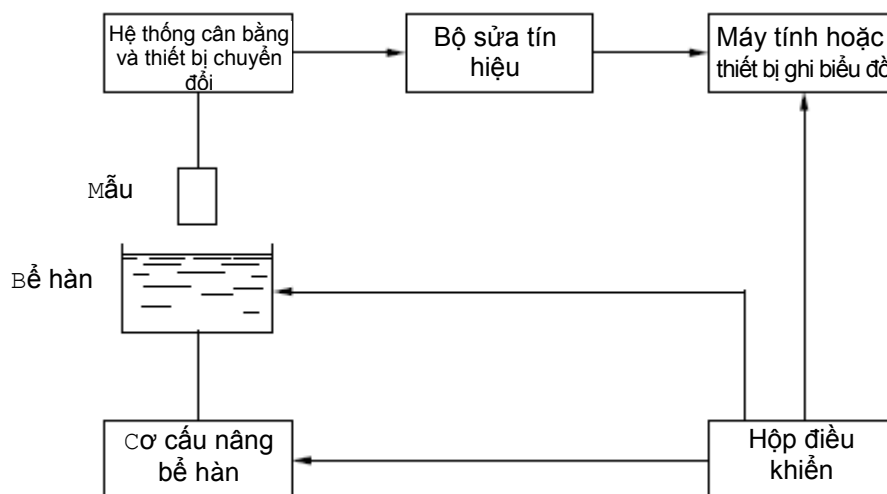 Hệ thống cân bằng
và thiết bị chuyển
đổi
Bộ sửa tín
hiệu
Máy tính hoặc
thiết bị ghi biểu đồ
Mẫu
Bể hàn
Cơ cấu nâng
bể hàn
Hộp điều
khiển